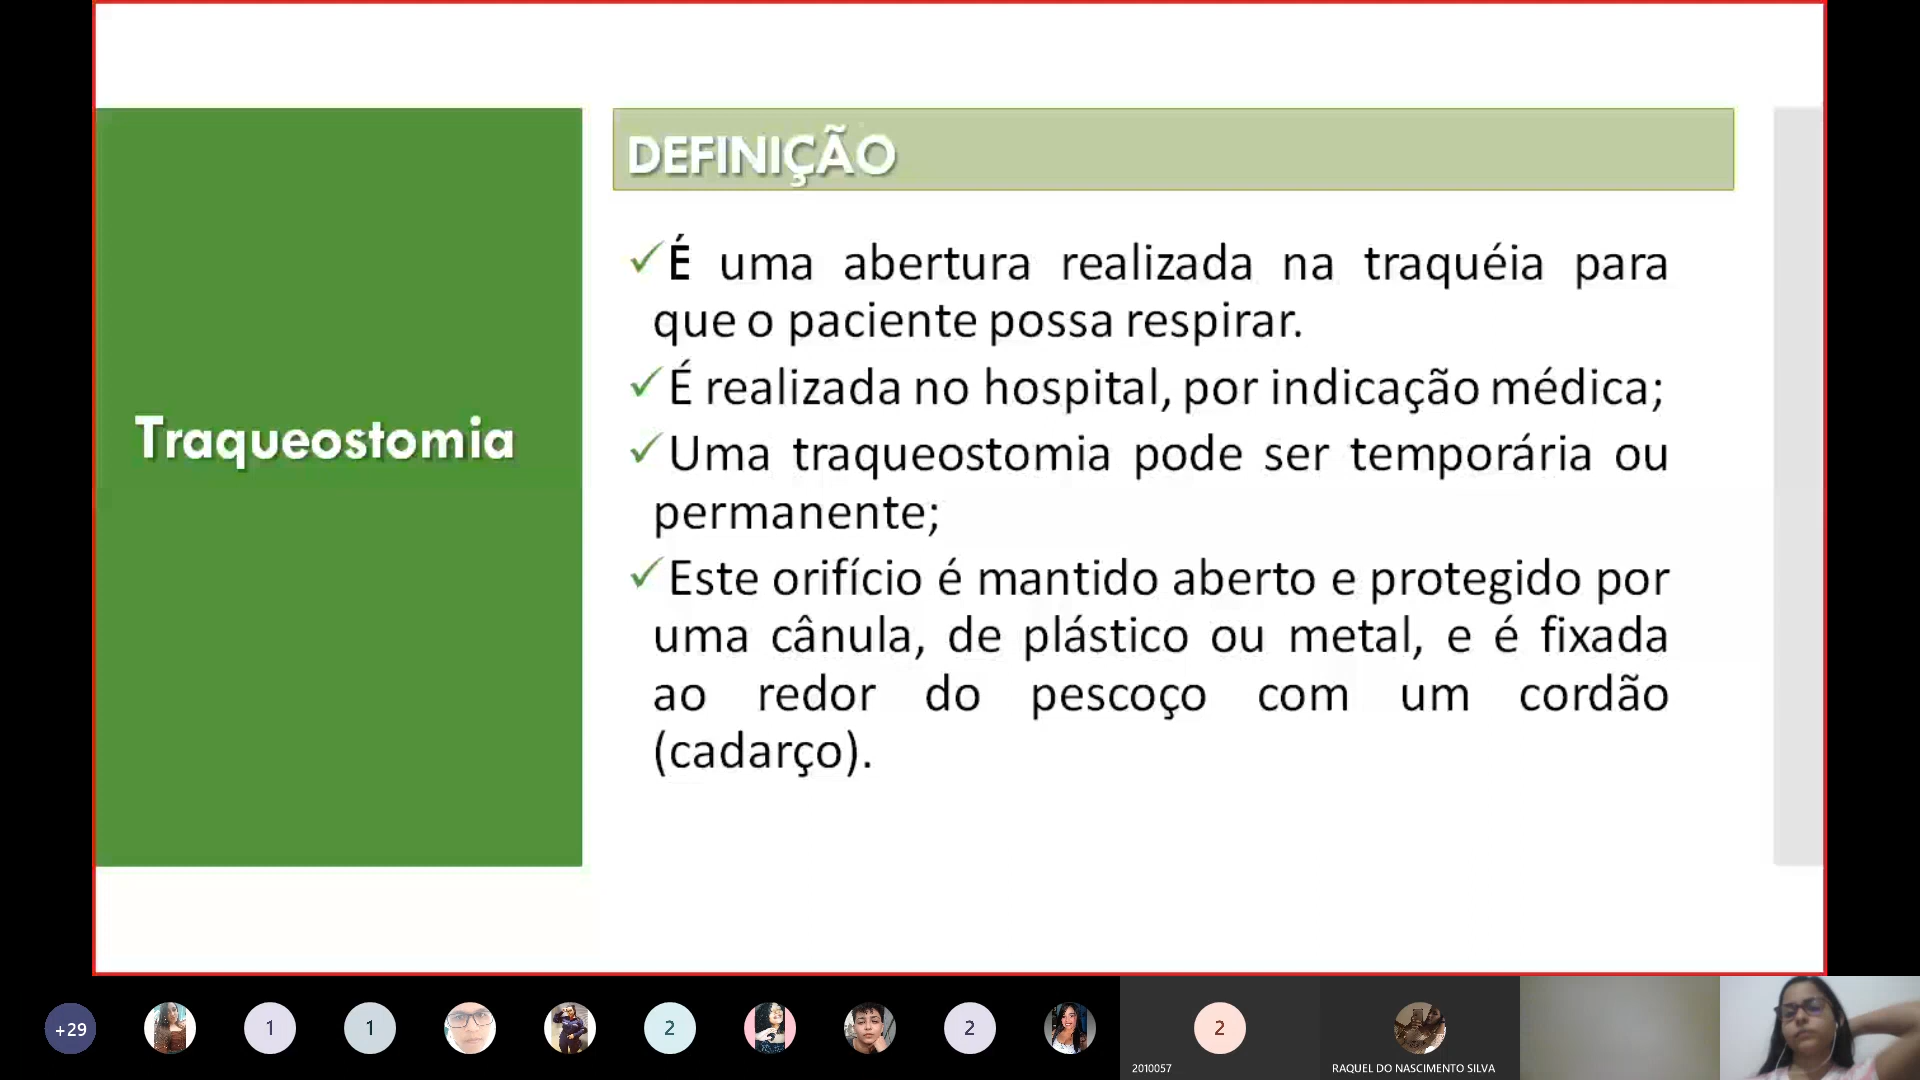 DEFINIÇÃO
Traqueostomia
✓É uma abertura realizada na traquéia para
que o paciente possa respirar.
✓É realizada no hospital, por indicação médica;
✓Uma traqueostomia pode ser temporária ou
permanente;
✓Este orifício é mantido aberto e protegido por
uma cânula, de plástico ou metal, e é fixada
ao redor do pescoço com um cordão
(cadarço).
+29
1
1
2
2
2
2010057
RAQUEL DO NASCIMENTO SILVA